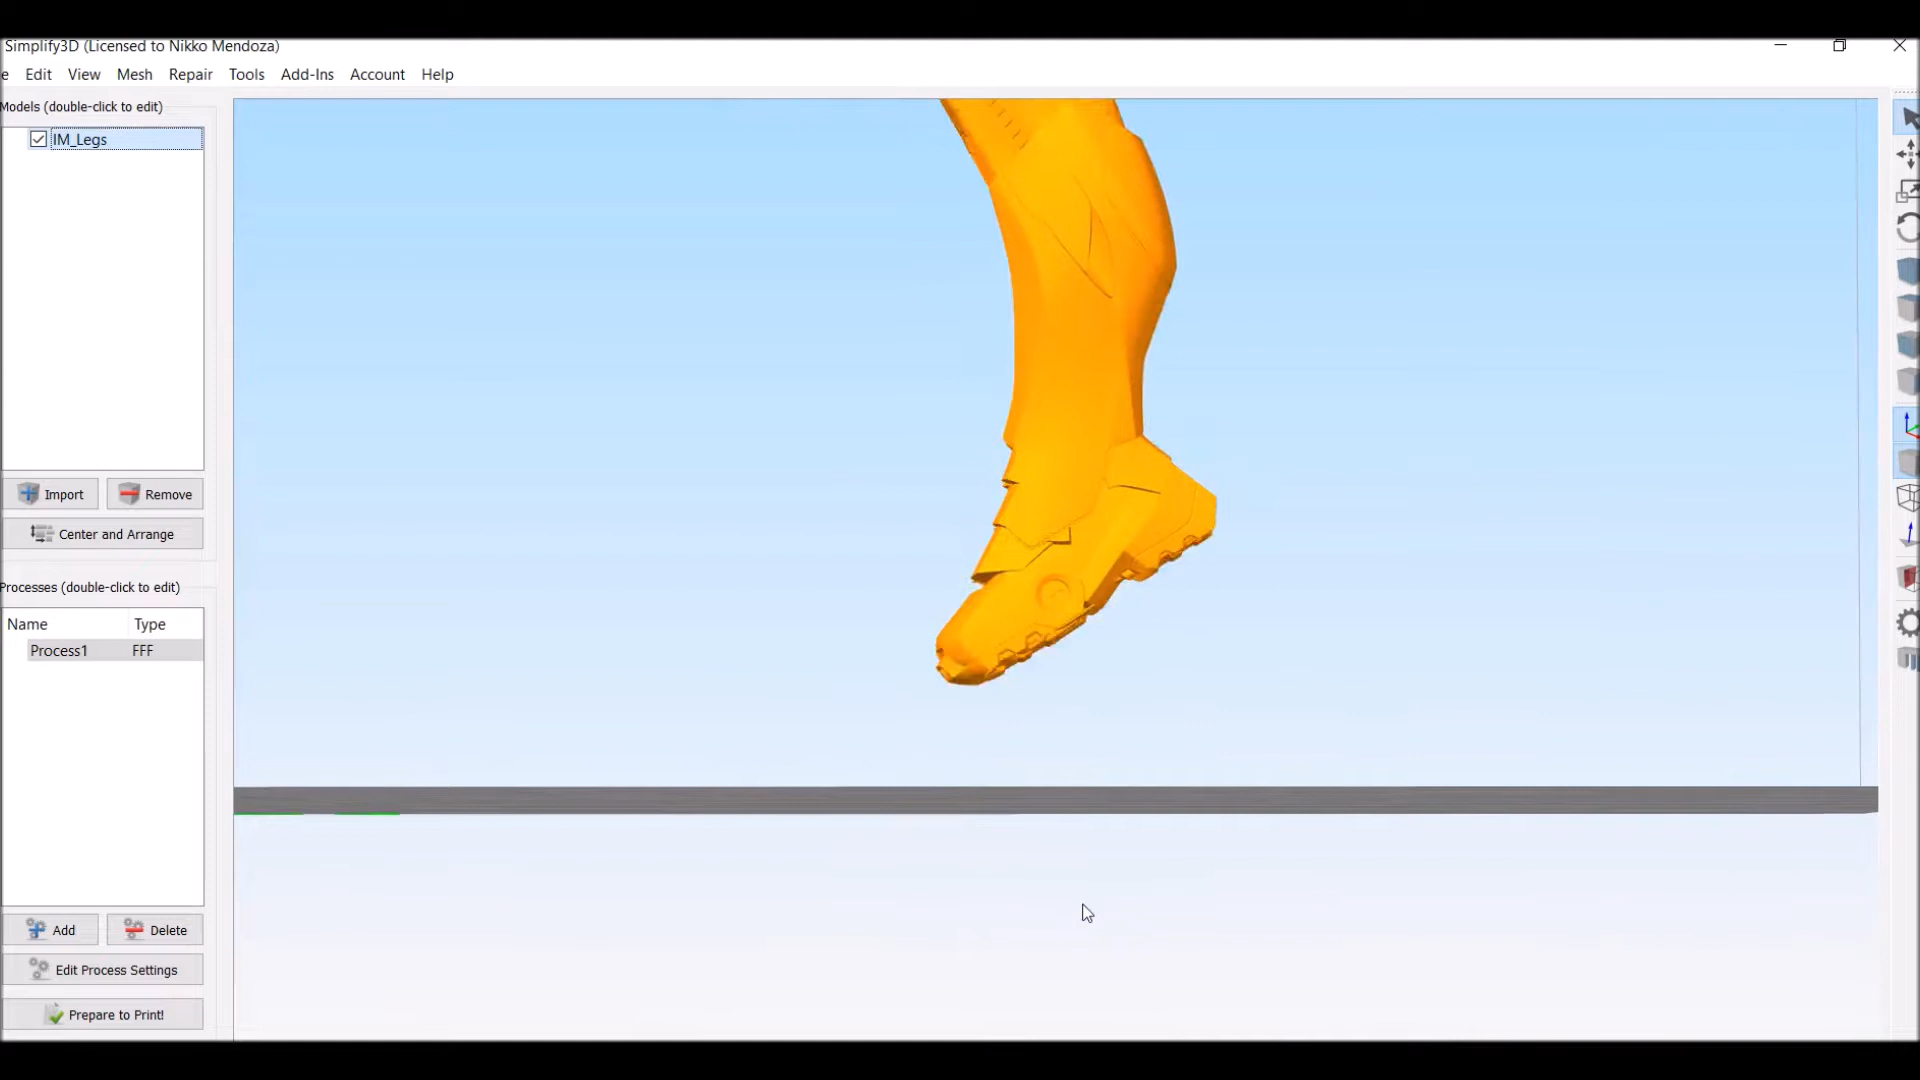 Simplify3D (Licensed to Nikko Mendoza)
e Edit View Mesh Repair Tools Add-Ins Account Help
Models (double-click to edit)
IM_Legs
Import Remove
Center and Arrange
Processes (double-click to edit)
Name Type
Process1 FFF
Add Delete
Edit Process Settings
Prepare to Print!